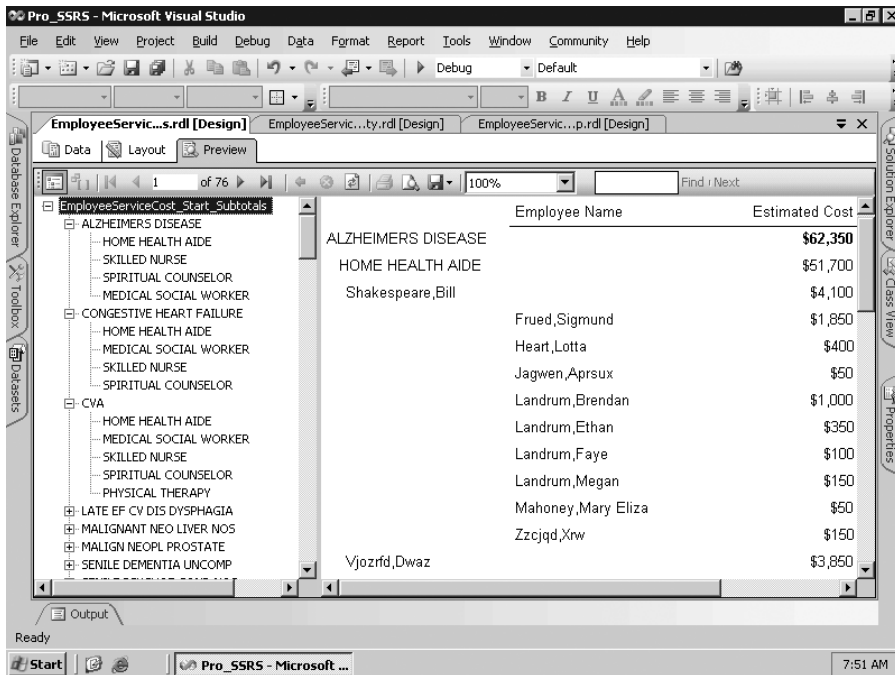 Pro_SSRS - Microsoft Visual Studio
File Edit View Project Build Debug Data Format Report Tools Window Community Help
Debug Default
B I U A
EmployeeServic...s.rdl [Design] EmployeeServic...ty.rdl [Design] EmployeeServic...p.rdl [Design]
Data Layout Preview
1 of 76 100% Find Next
Database Explorer
Toolbox
Datasets
EmployeeServiceCost_Start_Subtotals
ALZHEIMERS DISEASE
HOME HEALTH AIDE
SKILLED NURSE
SPIRITUAL COUNSELOR
MEDICAL SOCIAL WORKER
CONGESTIVE HEART FAILURE
HOME HEALTH AIDE
MEDICAL SOCIAL WORKER
SKILLED NURSE
SPIRITUAL COUNSELOR
CVA
HOME HEALTH AIDE
MEDICAL SOCIAL WORKER
SKILLED NURSE
SPIRITUAL COUNSELOR
PHYSICAL THERAPY
LATE EF CV DIS DYSPHAGIA
MALIGNANT NEO LIVER NOS
MALIGN NEOPL PROSTATE
SENILE DEMENTIA UNCOMP
Employee Name Estimated Cost
ALZHEIMERS DISEASE $62,350
HOME HEALTH AIDE $51,700
Shakespeare,Bill $4,100
Frued,Sigmund $1,850
Heart,Lotta $400
Jagwen,Aprsux $50
Landrum,Brendan $1,000
Landrum,Ethan $350
Landrum,Faye $100
Landrum,Megan $150
Mahoney,Mary Eliza $50
Zzcjqd,Xrw $150
Vjozrfd,Dwaz $3,850
Solution Explorer
Class View
Properties
Output
Ready
Start Pro_SSRS - Microsoft ... 7:51 AM